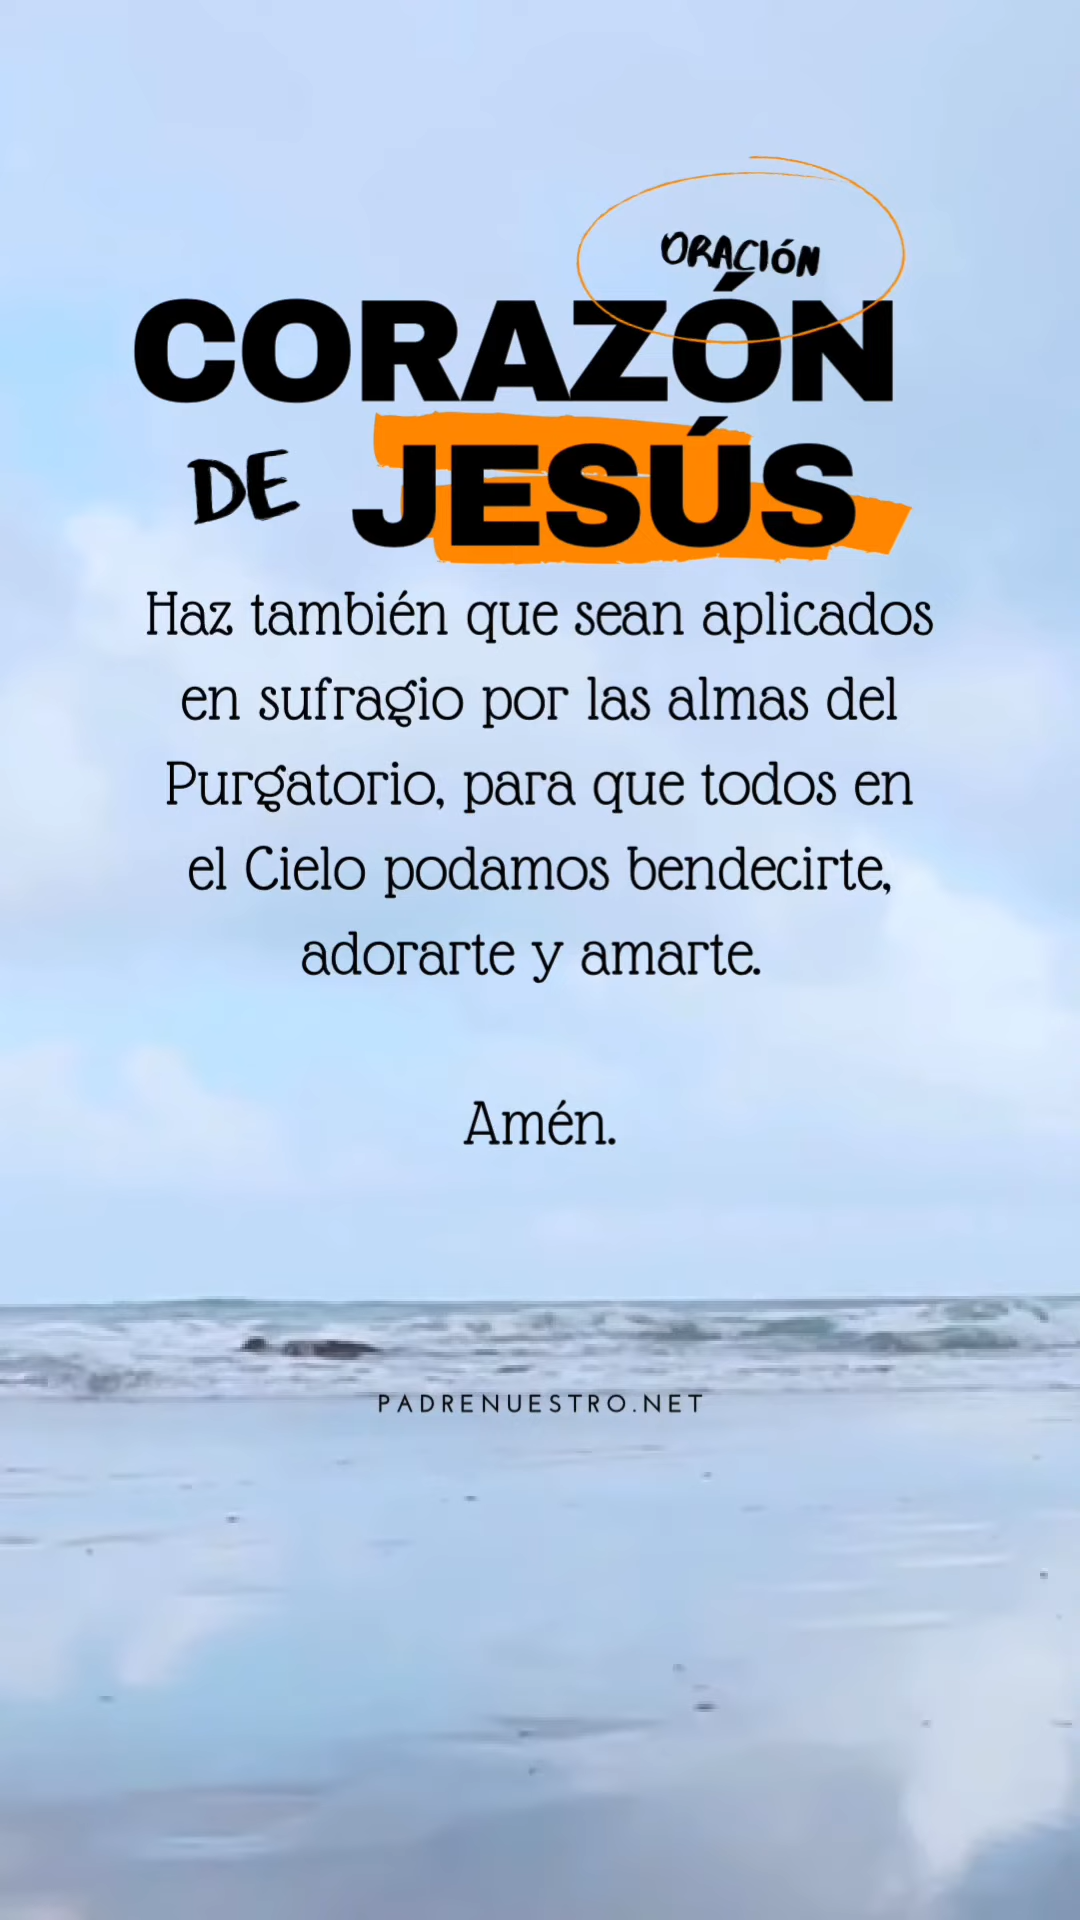 ORACIÓN
CORAZÓN
DE JESÚS
Haz también que sean aplicados
en sufragio por las almas del
Purgatorio, para que todos en
el Cielo podamos bendecirte,
adorarte y amarte.
Amén.
PADRENUESTRO.NET